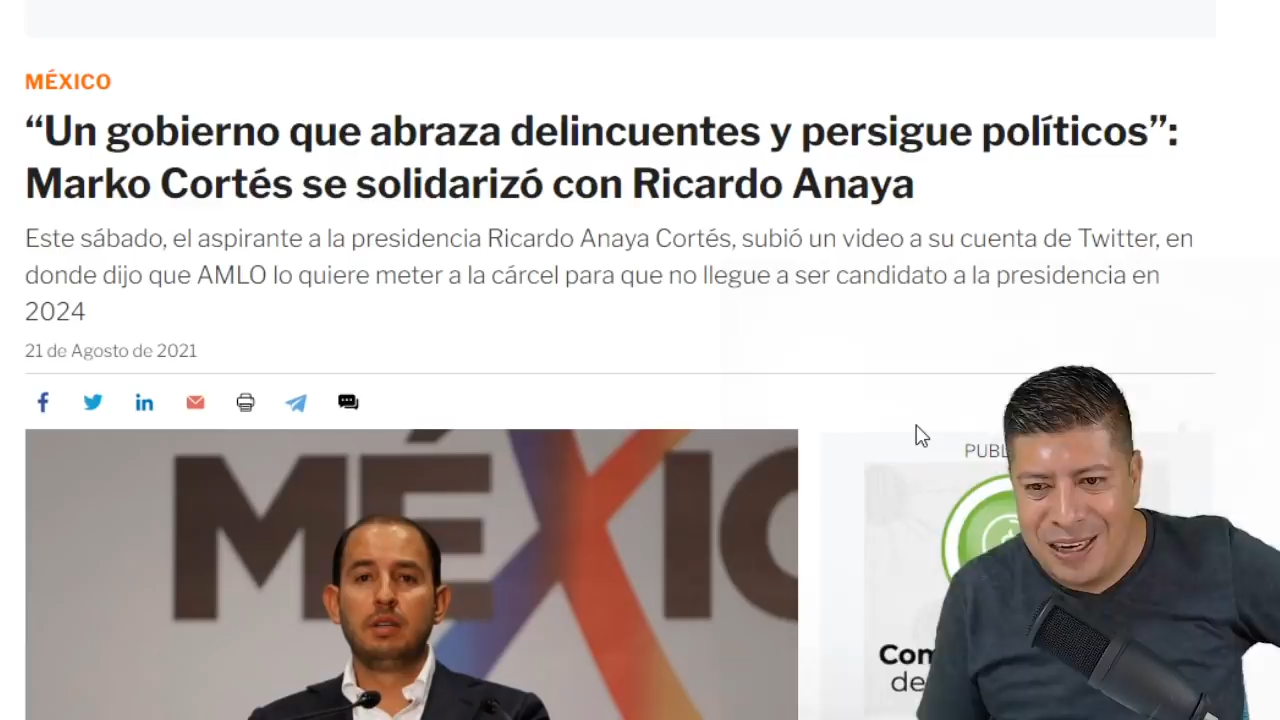 MÉXICO
“Un gobierno que abraza delincuentes y persigue políticos”:
Marko Cortés se solidarizó con Ricardo Anaya
Este sábado, el aspirante a la presidencia Ricardo Anaya Cortés, subió un video a su cuenta de Twitter, en
donde dijo que AMLO lo quiere meter a la cárcel para que no llegue a ser candidato a la presidencia en
2024
21 de Agosto de 2021
MÉXIC